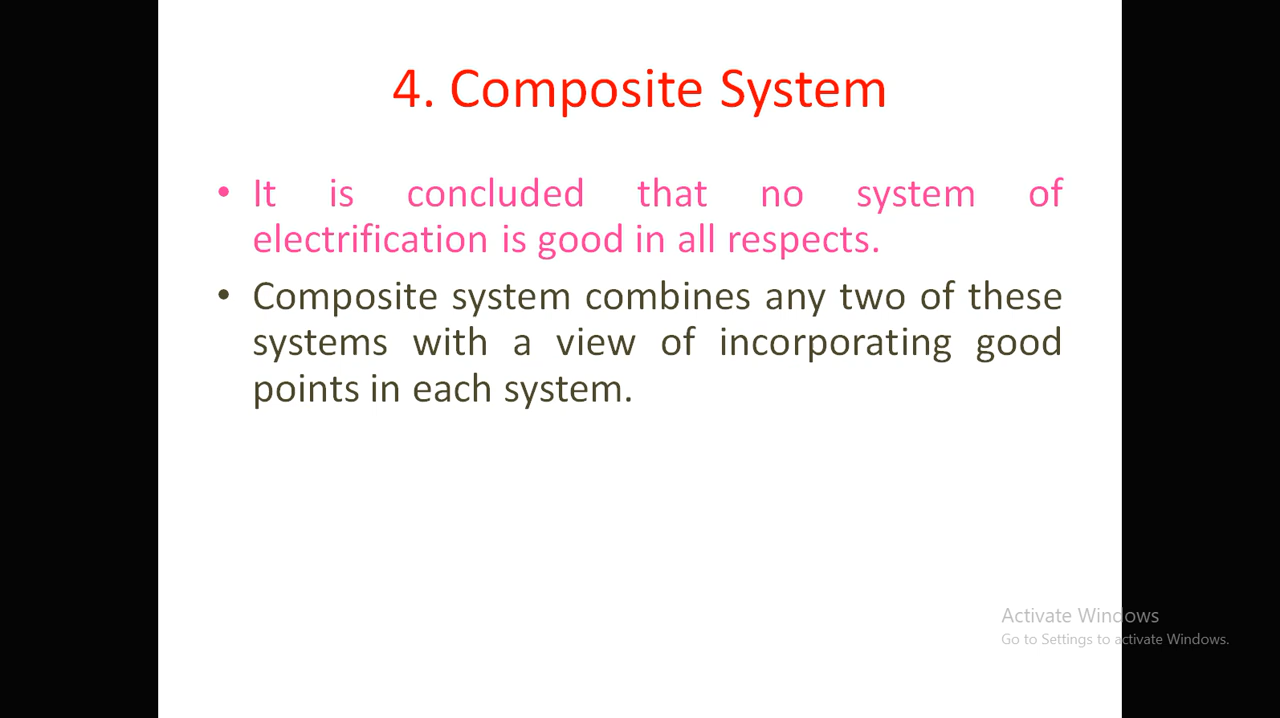 4. Composite System
• It is concluded that no system of
electrification is good in all respects.
• Composite system combines any two of these
systems with a view of incorporating good
points in each system.
Activate Windows
Go to Settings to activate Windows.